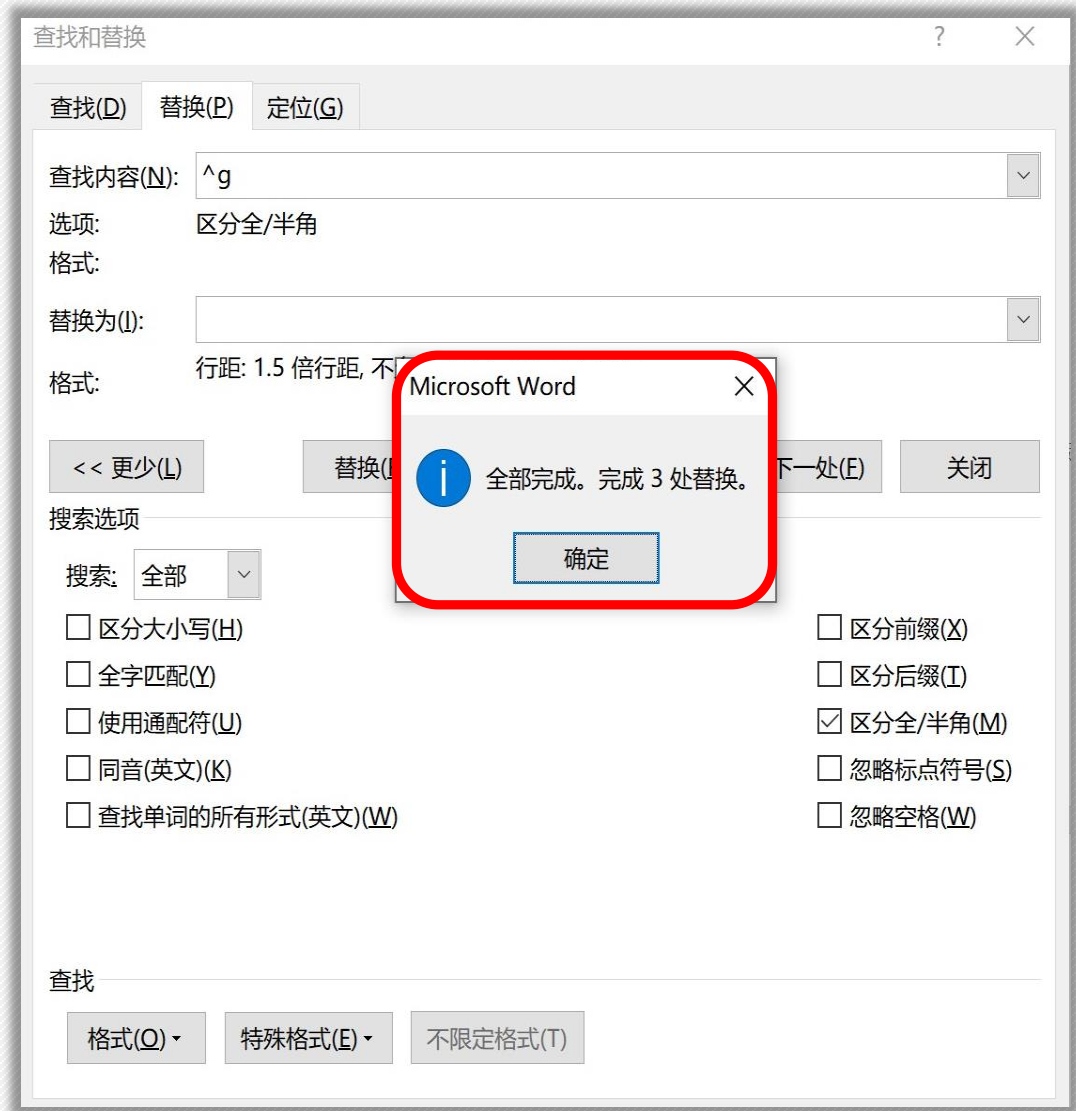 查找和替换
?
查找(D) 替换(P) 定位(G)
查找内容(N): ^g
选项: 区分全/半角
格式:
替换为(I):
格式: 行距: 1.5 倍行距, 不
Microsoft Word
<< 更少(L) 替换( 下一处(F) 关闭
全部完成。完成 3 处替换。
确定
搜索选项
搜索: 全部
区分大小写(H) 区分前缀(X)
全字匹配(Y) 区分后缀(T)
使用通配符(U) 区分全/半角(M)
同音(英文)(K) 忽略标点符号(S)
查找单词的所有形式(英文)(W) 忽略空格(W)
查找
格式(O) 特殊格式(E) 不限定格式(T)